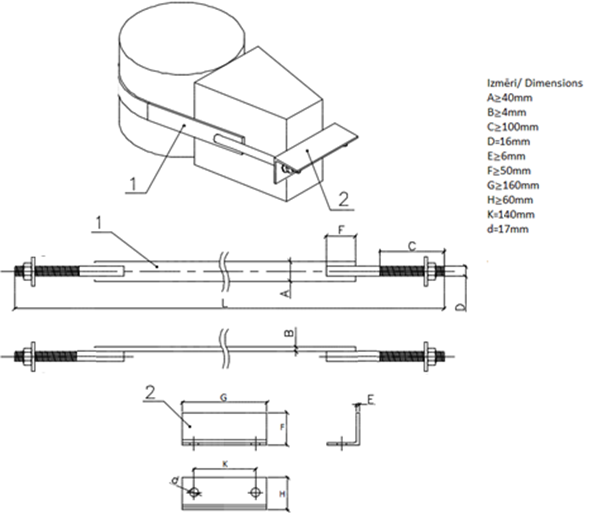 Izmēri/ Dimensions
A≥40mm
B≥4mm
C≥100mm
D=16mm
E≥6mm
F≥50mm
G≥160mm
H≥60mm
K=140mm
d=17mm
1
2
1
F
C
A
L
D
B
2
G
F
E
K
d
H